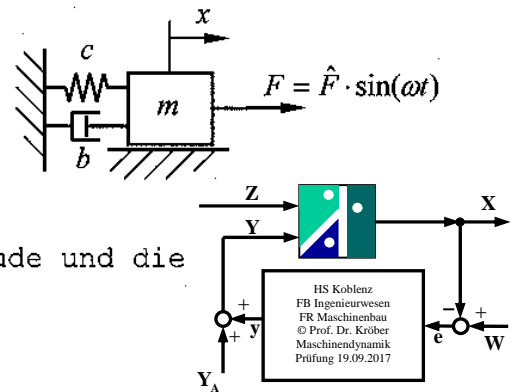 x
c
m
F = F̂ · sin(ωt)
b
Z
X
Y
ude und die
HS Koblenz
FB Ingenieurwesen
FR Maschinenbau
© Prof. Dr. Kröber
Maschinendynamik
Prüfung 19.09.2017
− +
+ y e W
+
Y_A